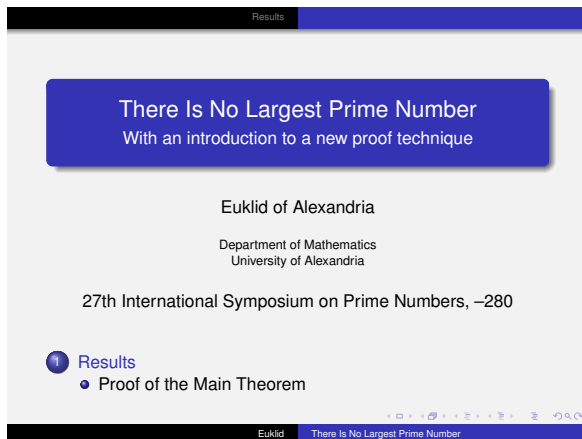 Results
There Is No Largest Prime Number
With an introduction to a new proof technique
Euklid of Alexandria
Department of Mathematics
University of Alexandria
27th International Symposium on Prime Numbers, –280
1 Results
Proof of the Main Theorem
Euklid There Is No Largest Prime Number